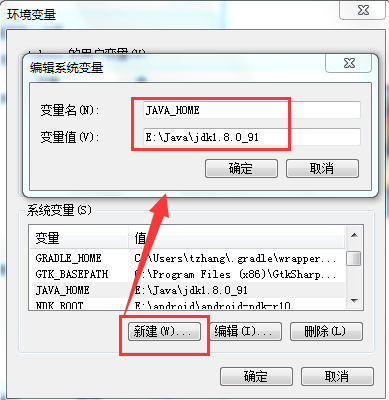 环境变量
的用户变量(U)
编辑系统变量
变量名(N):
JAVA_HOME
变量值(V):
E:\Java\jdk1.8.0_91
确定
取消
系统变量(S)
变量
值
GRADLE_HOME
C:\Users\tzhang\.gradle\wrapper...
GTK_BASEPATH
C:\Program Files (x86)\GtkSharp...
JAVA_HOME
E:\Java\jdk1.8.0_91
NDK_ROOT
E:\android\android-ndk-r10
新建(W)...
编辑(I)...
删除(L)
确定
取消